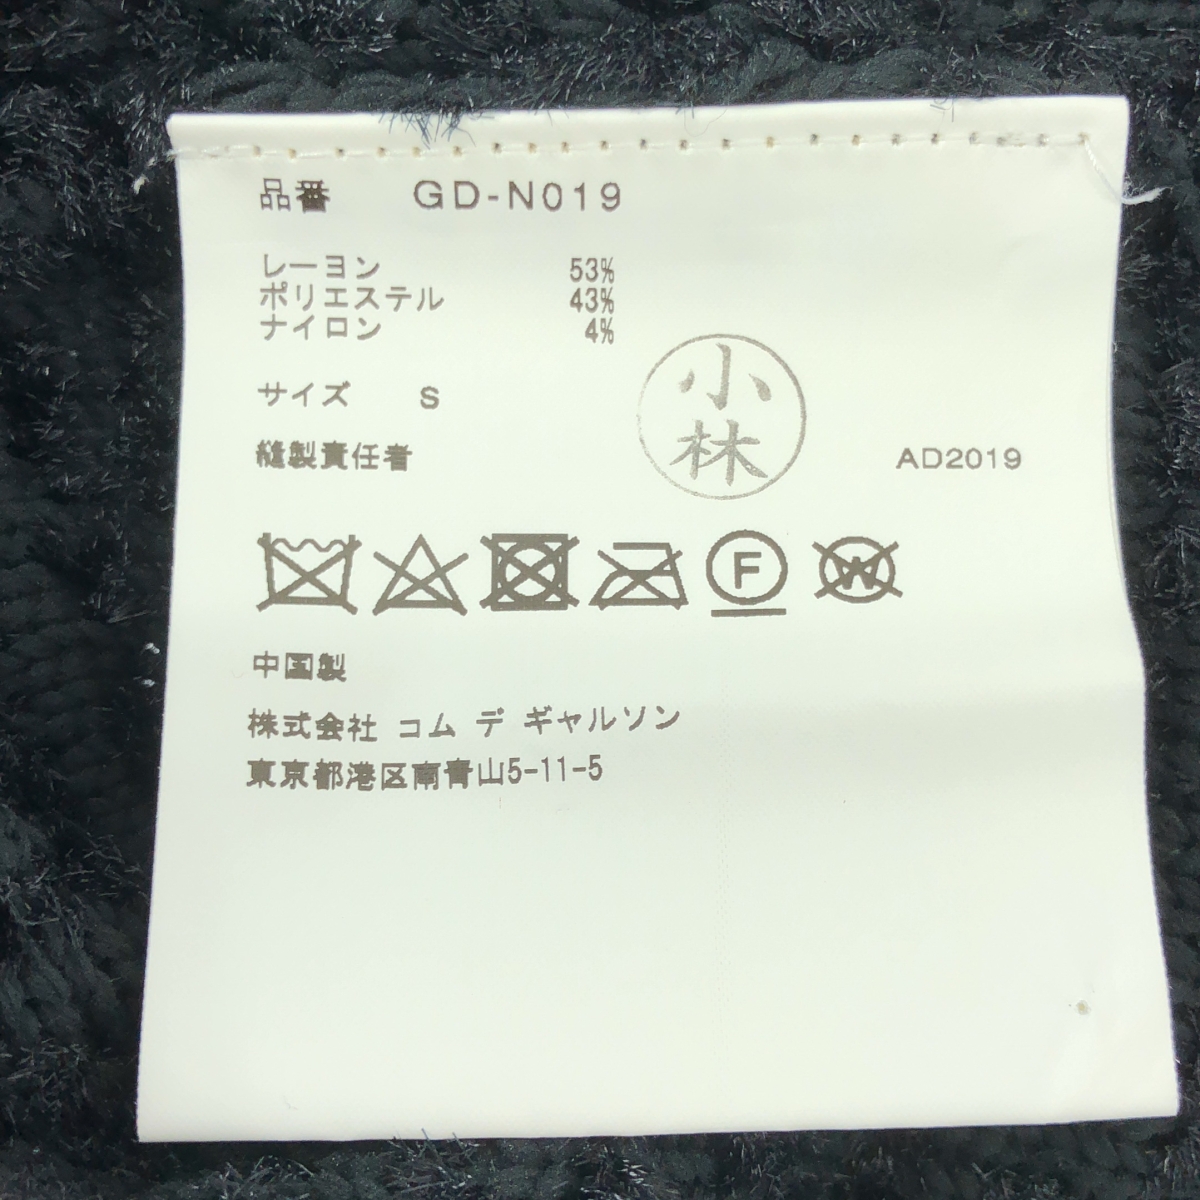 品番 GD-N019
レーヨン 53%
ポリエステル 43%
ナイロン 4%
サイズ S
縫製責任者 小林
AD2019
F
W
中国製
株式会社 コム デ ギャルソン
東京都港区南青山5-11-5